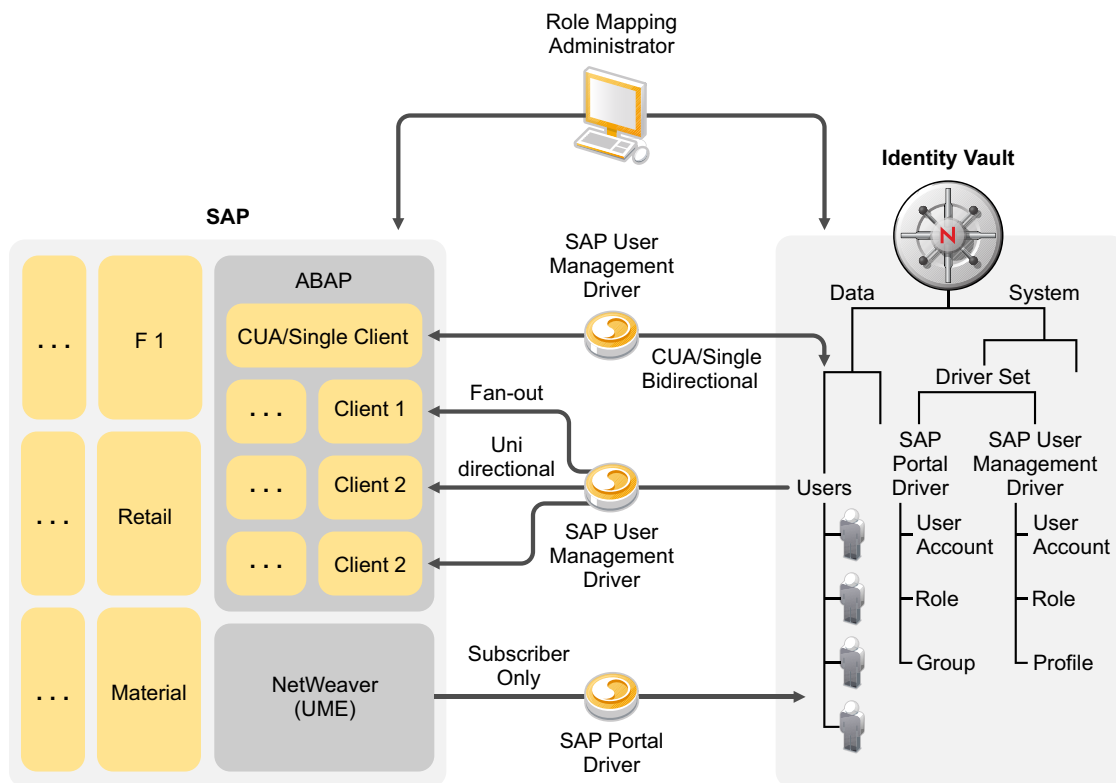 Role Mapping
Administrator
Identity Vault
N
SAP
SAP User
Management
Driver
ABAP
Data
System
. . .
F 1
CUA/Single Client
CUA/Single
Bidirectional
Driver Set
Fan-out
. . .
Client 1
Uni
directional
SAP
Portal
Driver
SAP User
Management
Driver
. . .
Retail
. . .
Client 2
Users
SAP User
Management
Driver
User
Account
User
Account
. . .
Client 2
Role
Role
Subscriber
Only
Group
Profile
. . .
Material
NetWeaver
(UME)
SAP Portal
Driver